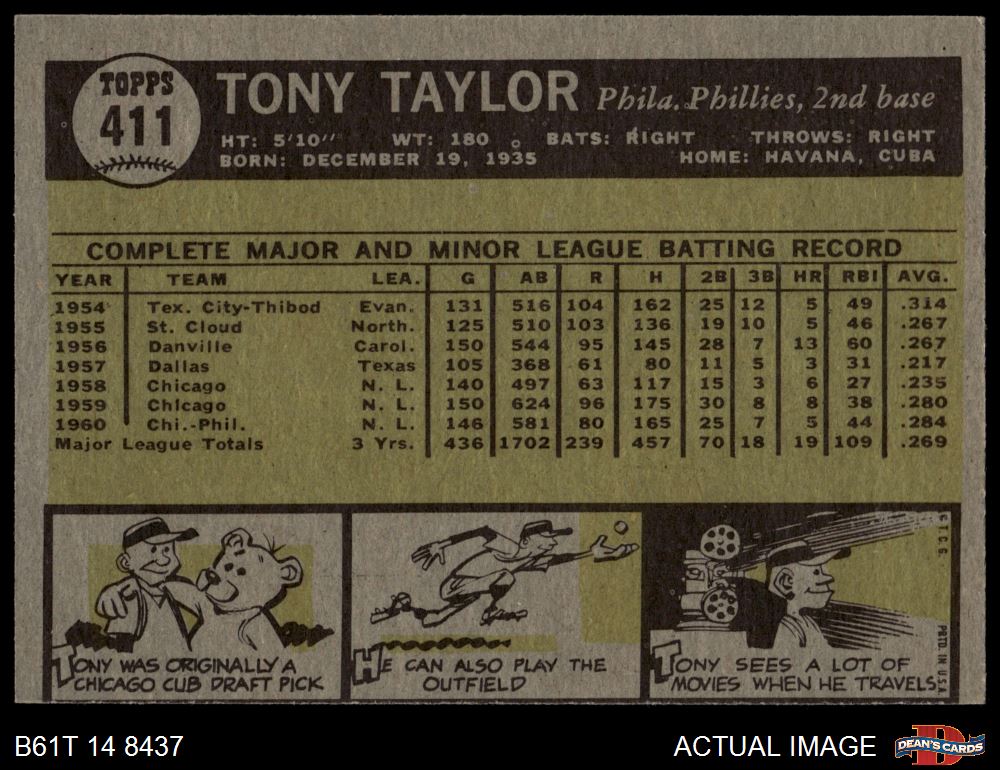 TOPPS
411
TONY TAYLOR Phila. Phillies, 2nd base
HT: 5'10" WT: 180 BATS: RIGHT THROWS: RIGHT
BORN: DECEMBER 19, 1935 HOME: HAVANA, CUBA
COMPLETE MAJOR AND MINOR LEAGUE BATTING RECORD
YEAR TEAM LEA. G AB R H 2B 3B HR RBI AVG.
1954 Tex. City-Thibod Evan. 131 516 104 162 25 12 5 49 .314
1955 St. Cloud North. 125 510 103 136 19 10 5 46 .267
1956 Danville Carol. 150 544 95 145 28 7 13 60 .267
1957 Dallas Texas 105 368 61 80 11 5 3 31 .217
1958 Chicago N. L. 140 497 63 117 15 3 6 27 .235
1959 Chicago N. L. 150 624 96 175 30 8 8 38 .280
1960 Chi.-Phil. N. L. 146 581 80 165 25 7 5 44 .284
Major League Totals 3 Yrs. 436 1702 239 457 70 18 19 109 .269
TONY WAS ORIGINALLY A
CHICAGO CUB DRAFT PICK
HE CAN ALSO PLAY THE
OUTFIELD
TONY SEES A LOT OF
MOVIES WHEN HE TRAVELS
© T.C.G. PRTD. IN U.S.A.
B61T 14 8437
ACTUAL IMAGE
D
DEAN'S CARDS